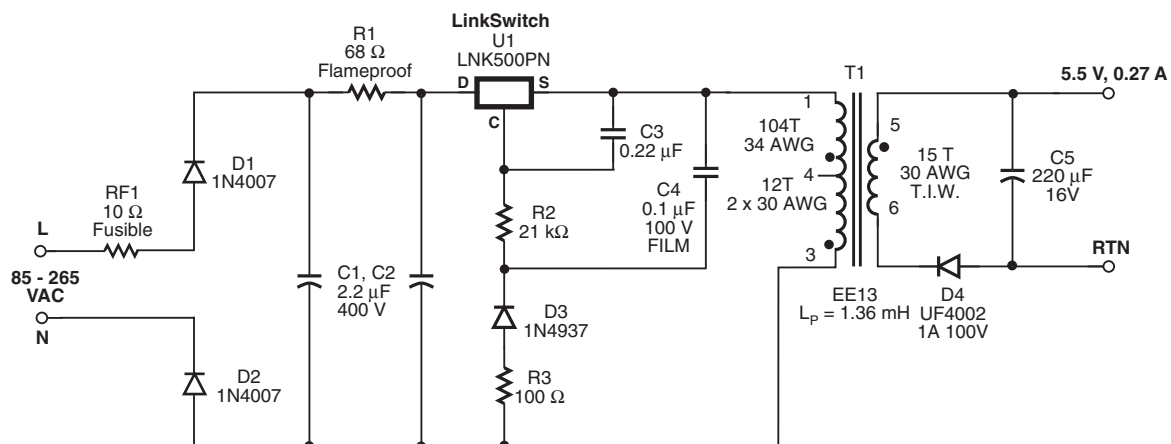 LinkSwitch
U1
LNK500PN
R1
68 Ω
Flameproof
D
S
C
T1
5.5 V, 0.27 A
1
5
C3
0.22 µF
104T
34 AWG
4
12T
2 x 30 AWG
15 T
30 AWG
T.I.W.
C5
220 µF
16V
D1
1N4007
RF1
10 Ω
Fusible
L
R2
21 kΩ
C4
0.1 µF
100 V
FILM
6
3
RTN
85 - 265
VAC
N
C1, C2
2.2 µF
400 V
D3
1N4937
EE13
LP = 1.36 mH
D4
UF4002
1A 100V
D2
1N4007
R3
100 Ω